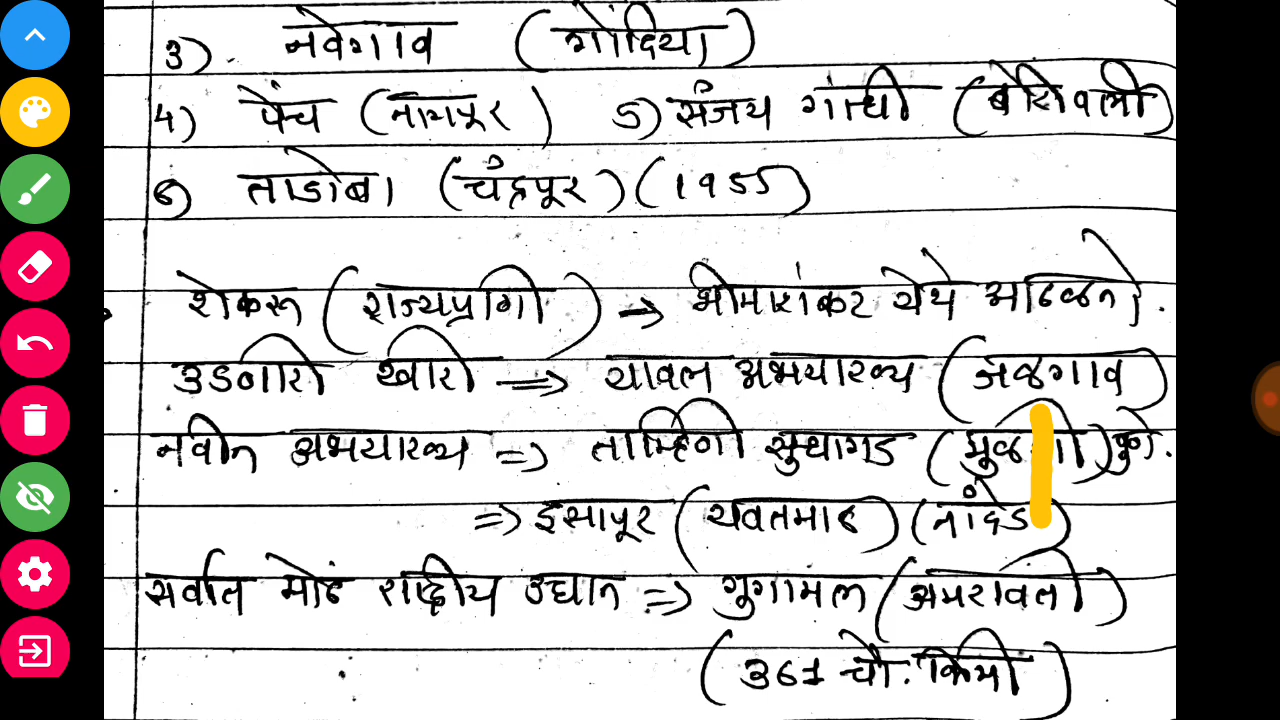 3) नवेगाव (गोंदिया)
4) पेंच (नागपूर) 5) संजय गांधी (बोरिवली)
6) ताडोबा (चंद्रपूर) (1955)
शेकरू (राज्यप्राणी) → भीमाशंकर येथे आढळतो.
उडणारी खार ⇒ यावल अभयारण्य (जळगाव)
नवीन अभयारण्य ⇒ ताम्हिणी सुधागड (मुळशी) पुणे.
⇒ इसापूर (यवतमाळ) (नांदेड)
सर्वात मोठं राष्ट्रीय उद्यान ⇒ गुगामल (अमरावती)
(361 चौ. किमी)